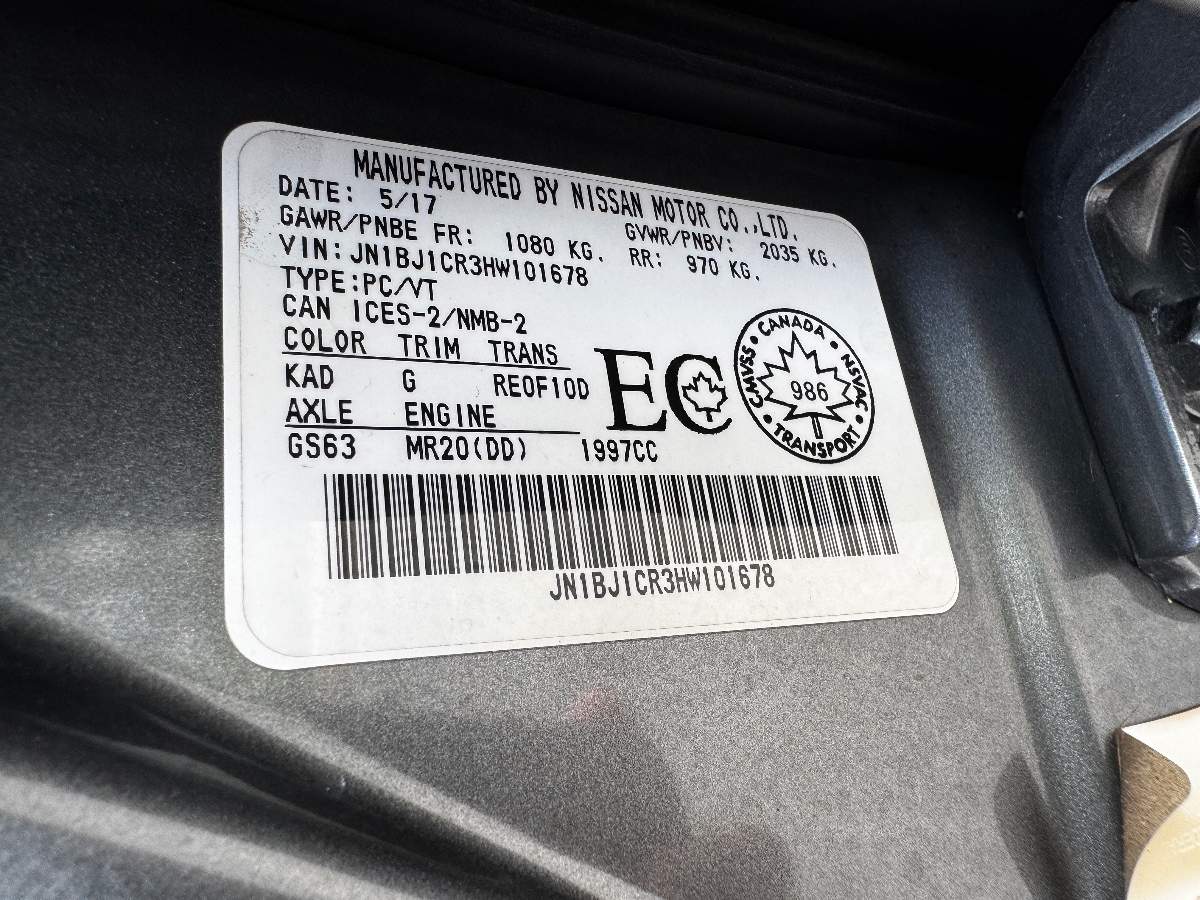 MANUFACTURED BY NISSAN MOTOR CO.,LTD.
DATE: 5/17 GVWR/PNBV: 2035 KG.
GAWR/PNBE FR: 1080 KG. RR: 970 KG.
VIN:JN1BJ1CR3HW101678
TYPE:PC/VT
CAN ICES-2/NMB-2
COLOR TRIM TRANS
KAD G RE0F10D
AXLE ENGINE
GS63 MR20(DD) 1997CC
EC
CANADA
CMVSS NSVAC
986
TRANSPORT
JN1BJ1CR3HW101678